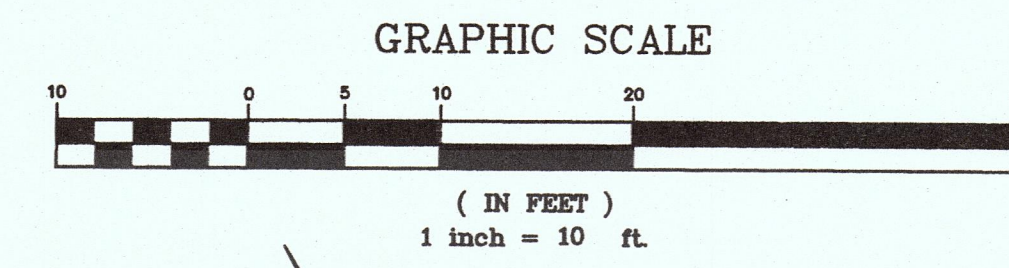 GRAPHIC SCALE
10 0 5 10 20
( IN FEET )
1 inch = 10 ft.